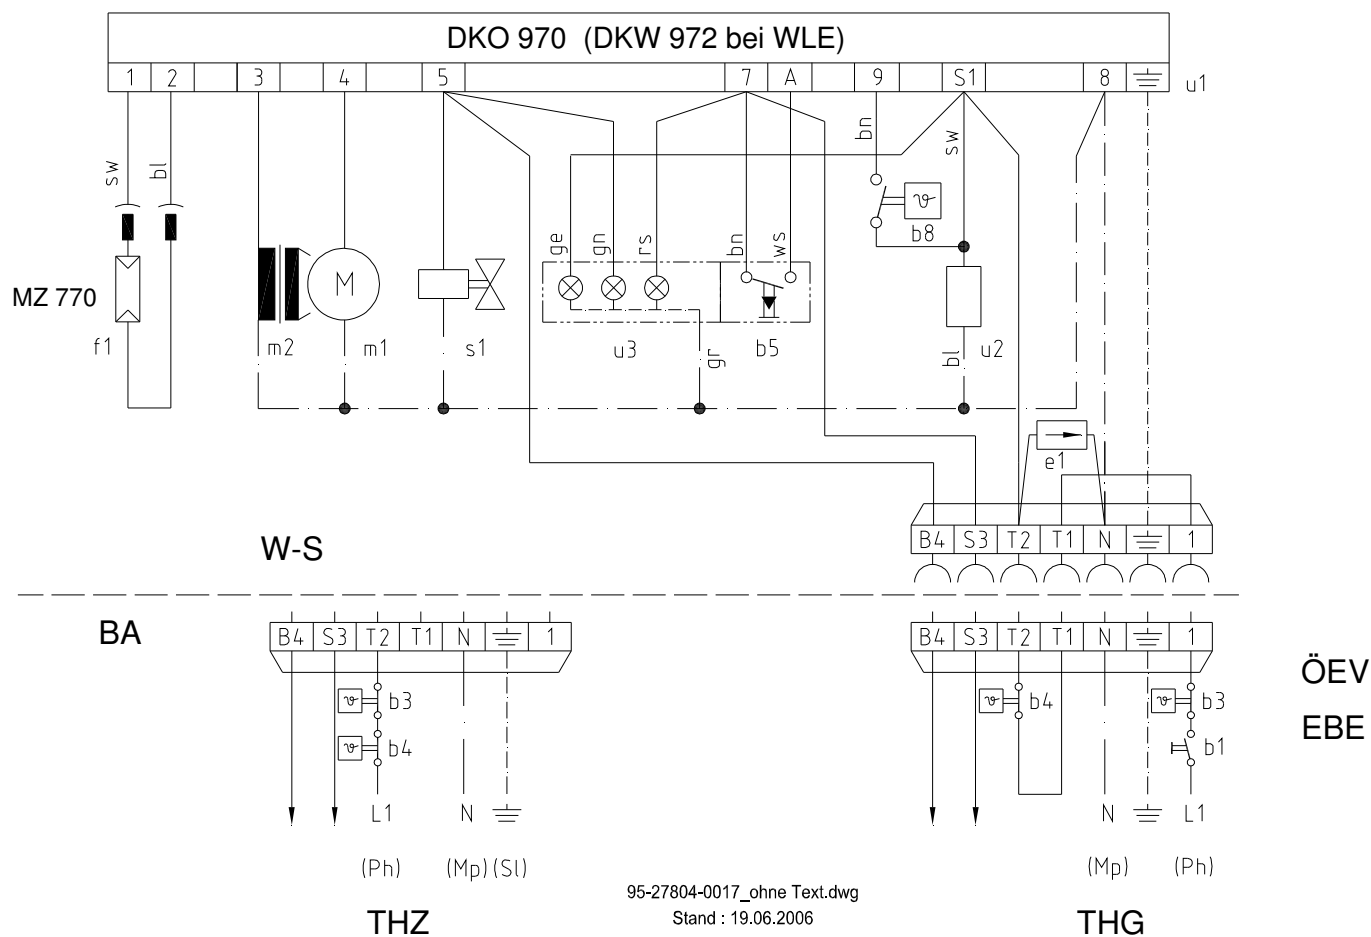 DKO 970 (DKW 972 bei WLE)
1 2 3 4 5 7 A 9 S1 8 u1
sw bl bn sw
b8
ge gn rs bn ws
MZ 770
M
f1 m2 m1 s1 u3 gr b5 bl u2
e1
W-S
B4 S3 T2 T1 N 1
BA
B4 S3 T2 T1 N 1
B4 S3 T2 T1 N 1
ÖEV
ϑ b3 ϑ b4 ϑ b3
EBE
ϑ b4 b1
L1 N N L1
(Ph) (Mp) (Sl) (Mp) (Ph)
95-27804-0017_ohne Text.dwg
Stand : 19.06.2006
THZ THG